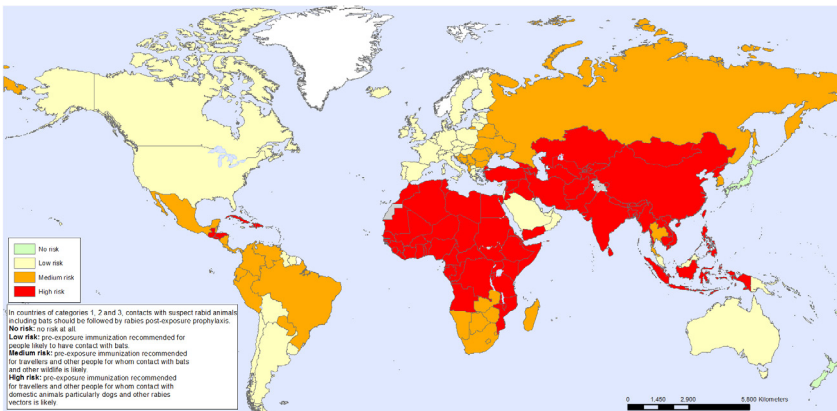 No risk
Low risk
Medium risk
High risk
In countries of categories 1, 2 and 3, contacts with suspect rabid animals
including bats should be followed by rabies post-exposure prophylaxis.
No risk: no risk at all.
Low risk: pre-exposure immunization recommended for
people likely to have contact with bats.
Medium risk: pre-exposure immunization recommended
for travellers and other people for whom contact with bats
and other wildlife is likely.
High risk: pre-exposure immunization recommended
for travellers and other people for whom contact with
domestic animals particularly dogs and other rabies
vectors is likely.
0 1,450 2,900 5,800 Kilometers